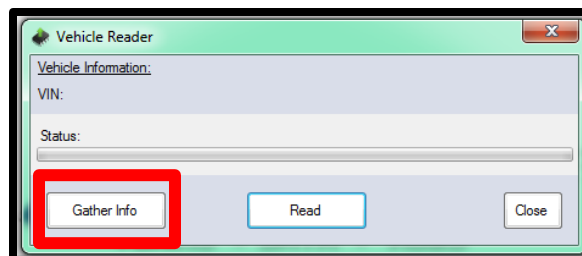 Vehicle Reader
Vehicle Information:
VIN:
Status:
Gather Info Read Close